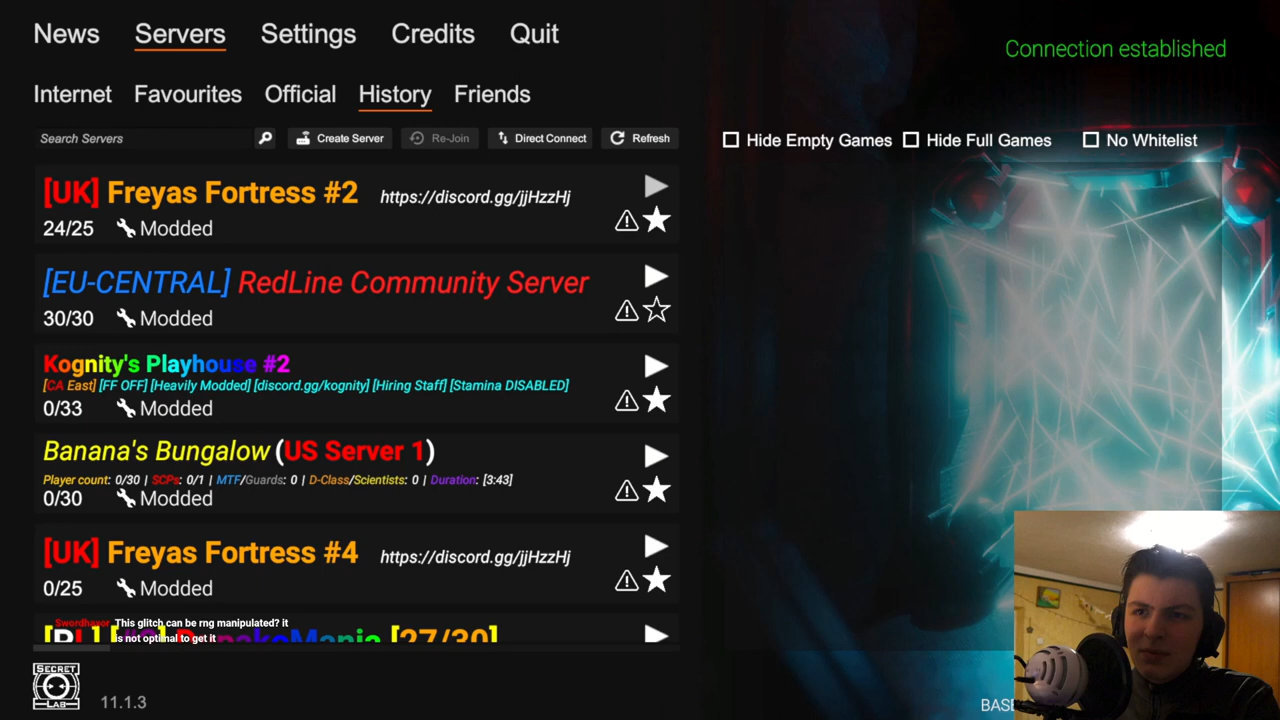 News Servers Settings Credits Quit
Connection established
Internet Favourites Official History Friends
Search Servers Create Server Re-Join Direct Connect Refresh
Hide Empty Games Hide Full Games No Whitelist
[UK] Freyas Fortress #2 https://discord.gg/jjHzzHj
24/25 Modded
[EU-CENTRAL] RedLine Community Server
30/30 Modded
Kognity's Playhouse #2
[CA East] [FF OFF] [Heavily Modded] [discord.gg/kognity] [Hiring Staff] [Stamina DISABLED]
0/33 Modded
Banana's Bungalow (US Server 1)
Player count: 0/30 | SCPs: 0/1 | MTF/Guards: 0 | D-Class/Scientists: 0 | Duration: [3:43]
0/30 Modded
[UK] Freyas Fortress #4 https://discord.gg/jjHzzHj
0/25 Modded
This glitch can be rng manipulated? it
is not optimal to get it
[27/30]
SECRET
LAB
11.1.3